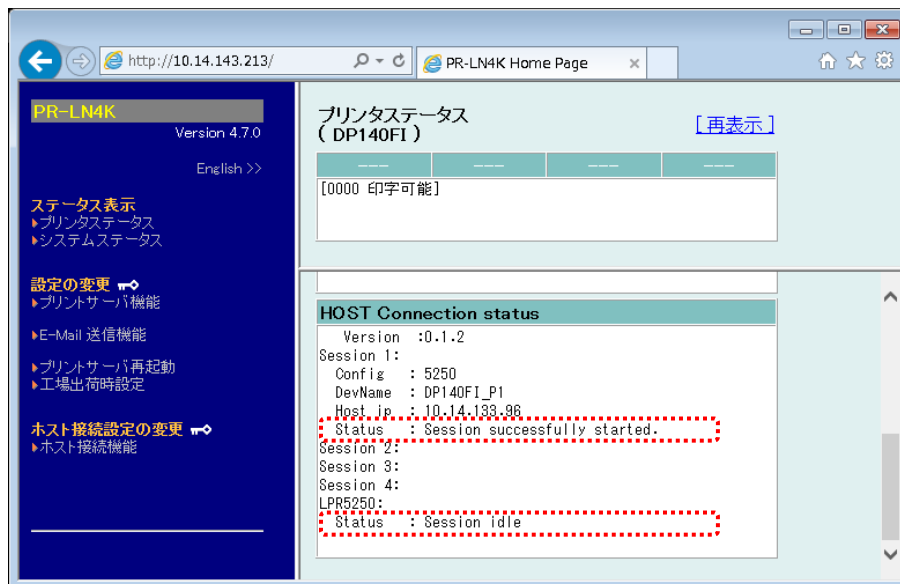 http://10.14.143.213/
PR-LN4K Home Page
PR-LN4K
Version 4.7.0
English >>
ステータス表示
プリンタステータス
システムステータス
設定の変更
プリントサーバ機能
E-Mail 送信機能
プリントサーバ再起動
工場出荷時設定
ホスト接続設定の変更
ホスト接続機能
プリンタステータス
( DP140FI )
[再表示]
--- --- --- ---
[0000 印字可能]
HOST Connection status
Version :0.1.2
Session 1:
Config : 5250
DevName : DP140FI_P1
Host ip : 10.14.133.96
Status : Session successfully started.
Session 2:
Session 3:
Session 4:
LPR5250:
Status : Session idle